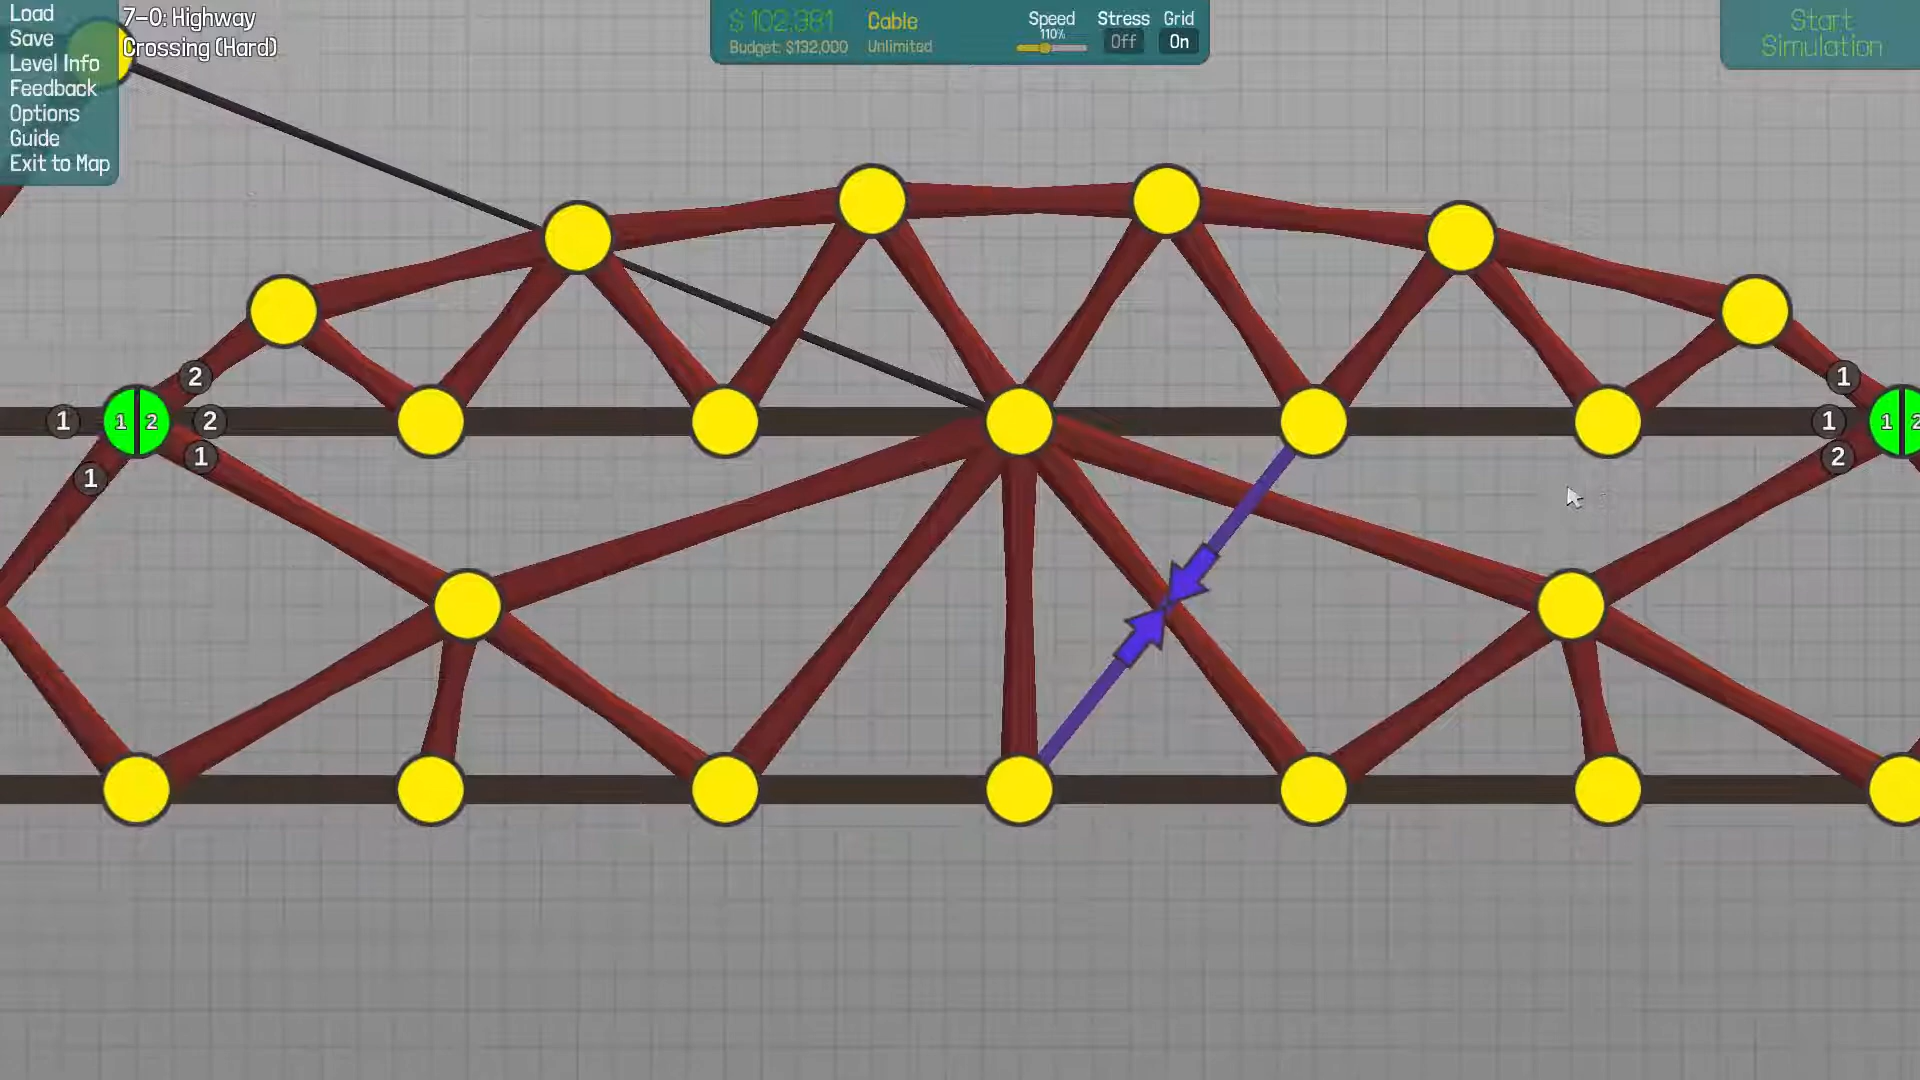 Load
Save
Level Info
Feedback
Options
Guide
Exit to Map
7-0: Highway
Crossing (Hard)
$ 102,981
Budget: $132,000
Cable
Unlimited
Speed
110%
Stress
Off
Grid
On
Start
Simulation
2
1
1 2
2
1
1
1
1
1 2
2